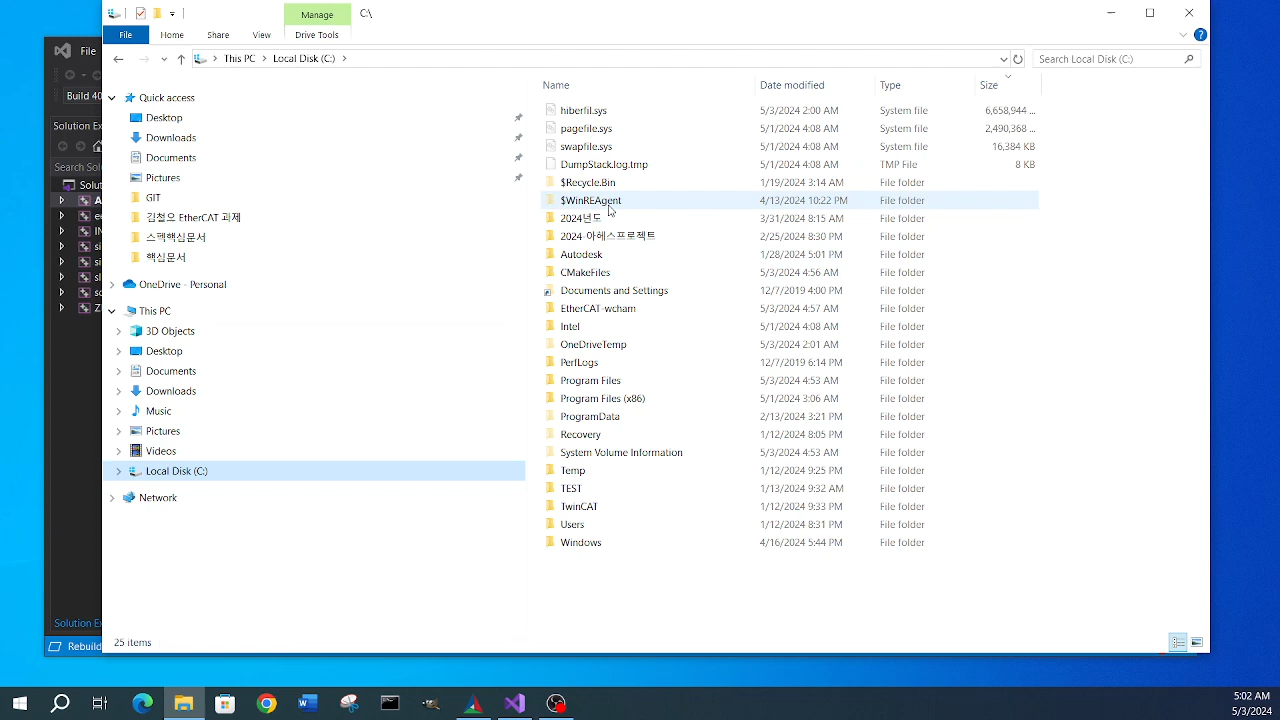 Manage
C:\
File
Home
Share
View
Drive Tools
This PC
Local Disk (C:)
Search Local Disk (C:)
File
Build 40
Solution Ex
Search Solu
Solut
Solution Ex
Rebuild
Quick access
Desktop
Downloads
Documents
Pictures
GIT
김철오 EtherCAT 과제
스펙핵심문서
핵심문서
OneDrive - Personal
This PC
3D Objects
Desktop
Documents
Downloads
Music
Pictures
Videos
Local Disk (C:)
Network
Name Date modified Type Size
hiberfil.sys 5/3/2024 2:00 AM System file 6,658,944 ...
pagefile.sys 5/1/2024 4:08 AM System file 2,490,368 ...
swapfile.sys 5/1/2024 4:08 AM System file 16,384 KB
DumpStack.log.tmp 5/1/2024 4:08 AM TMP File 8 KB
$Recycle.Bin 1/19/2024 3:14 AM File folder
$WinREAgent 4/13/2024 10:22 PM File folder
2024년도 3/31/2024 8:15 AM File folder
2024-아헤스프로젝트 2/25/2024 8:30 PM File folder
Autodesk 1/28/2024 5:01 PM File folder
CMakeFiles 5/3/2024 4:56 AM File folder
Documents and Settings 12/7/2019 4:00 PM File folder
EtherCAT-wcham 5/3/2024 4:57 AM File folder
Intel 5/1/2024 4:08 AM File folder
OneDriveTemp 5/3/2024 2:01 AM File folder
PerfLogs 12/7/2019 6:14 PM File folder
Program Files 5/3/2024 4:53 AM File folder
Program Files (x86) 5/1/2024 3:06 AM File folder
ProgramData 2/13/2024 3:21 PM File folder
Recovery 1/12/2024 8:05 PM File folder
System Volume Information 5/3/2024 4:53 AM File folder
Temp 1/12/2024 9:25 PM File folder
TEST 1/13/2024 9:32 AM File folder
TwinCAT 1/12/2024 9:33 PM File folder
Users 1/12/2024 8:31 PM File folder
Windows 4/16/2024 5:44 PM File folder
25 items
5:02 AM
5/3/2024